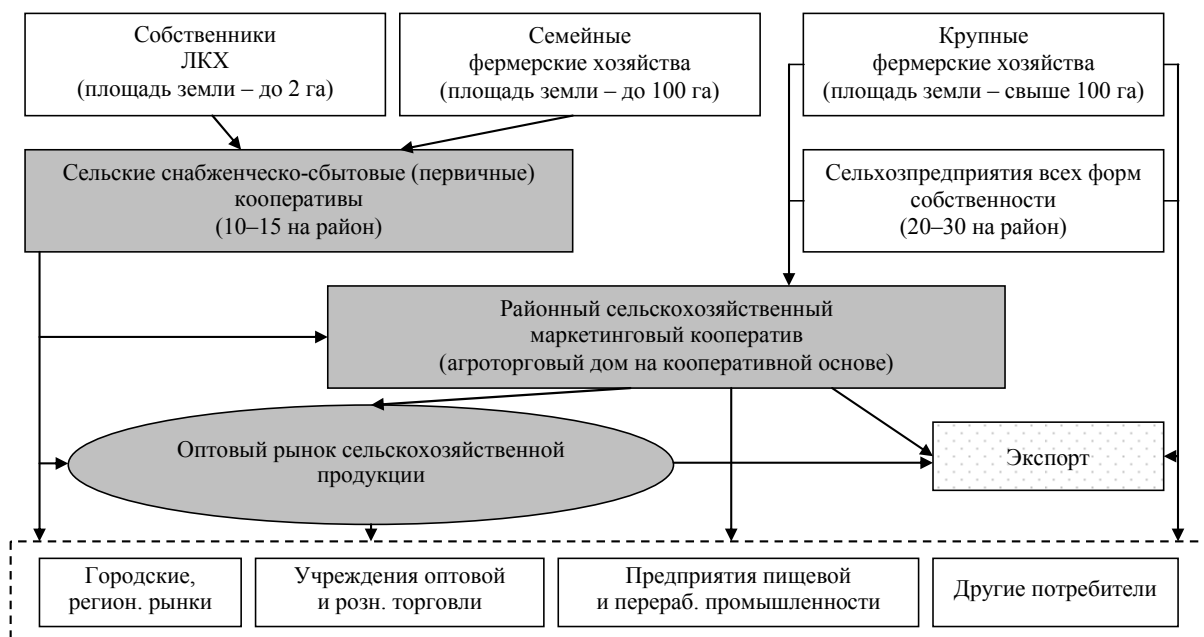 Собственники
ЛКХ
(площадь земли – до 2 га)
Семейные
фермерские хозяйства
(площадь земли – до 100 га)
Крупные
фермерские хозяйства
(площадь земли – свыше 100 га)
Сельские снабженческо-сбытовые (первичные)
кооперативы
(10–15 на район)
Сельхозпредприятия всех форм
собственности
(20–30 на район)
Районный сельскохозяйственный
маркетинговый кооператив
(агроторговый дом на кооперативной основе)
Оптовый рынок сельскохозяйственной
продукции
Экспорт
Городские,
регион. рынки
Учреждения оптовой
и розн. торговли
Предприятия пищевой
и перераб. промышленности
Другие потребители